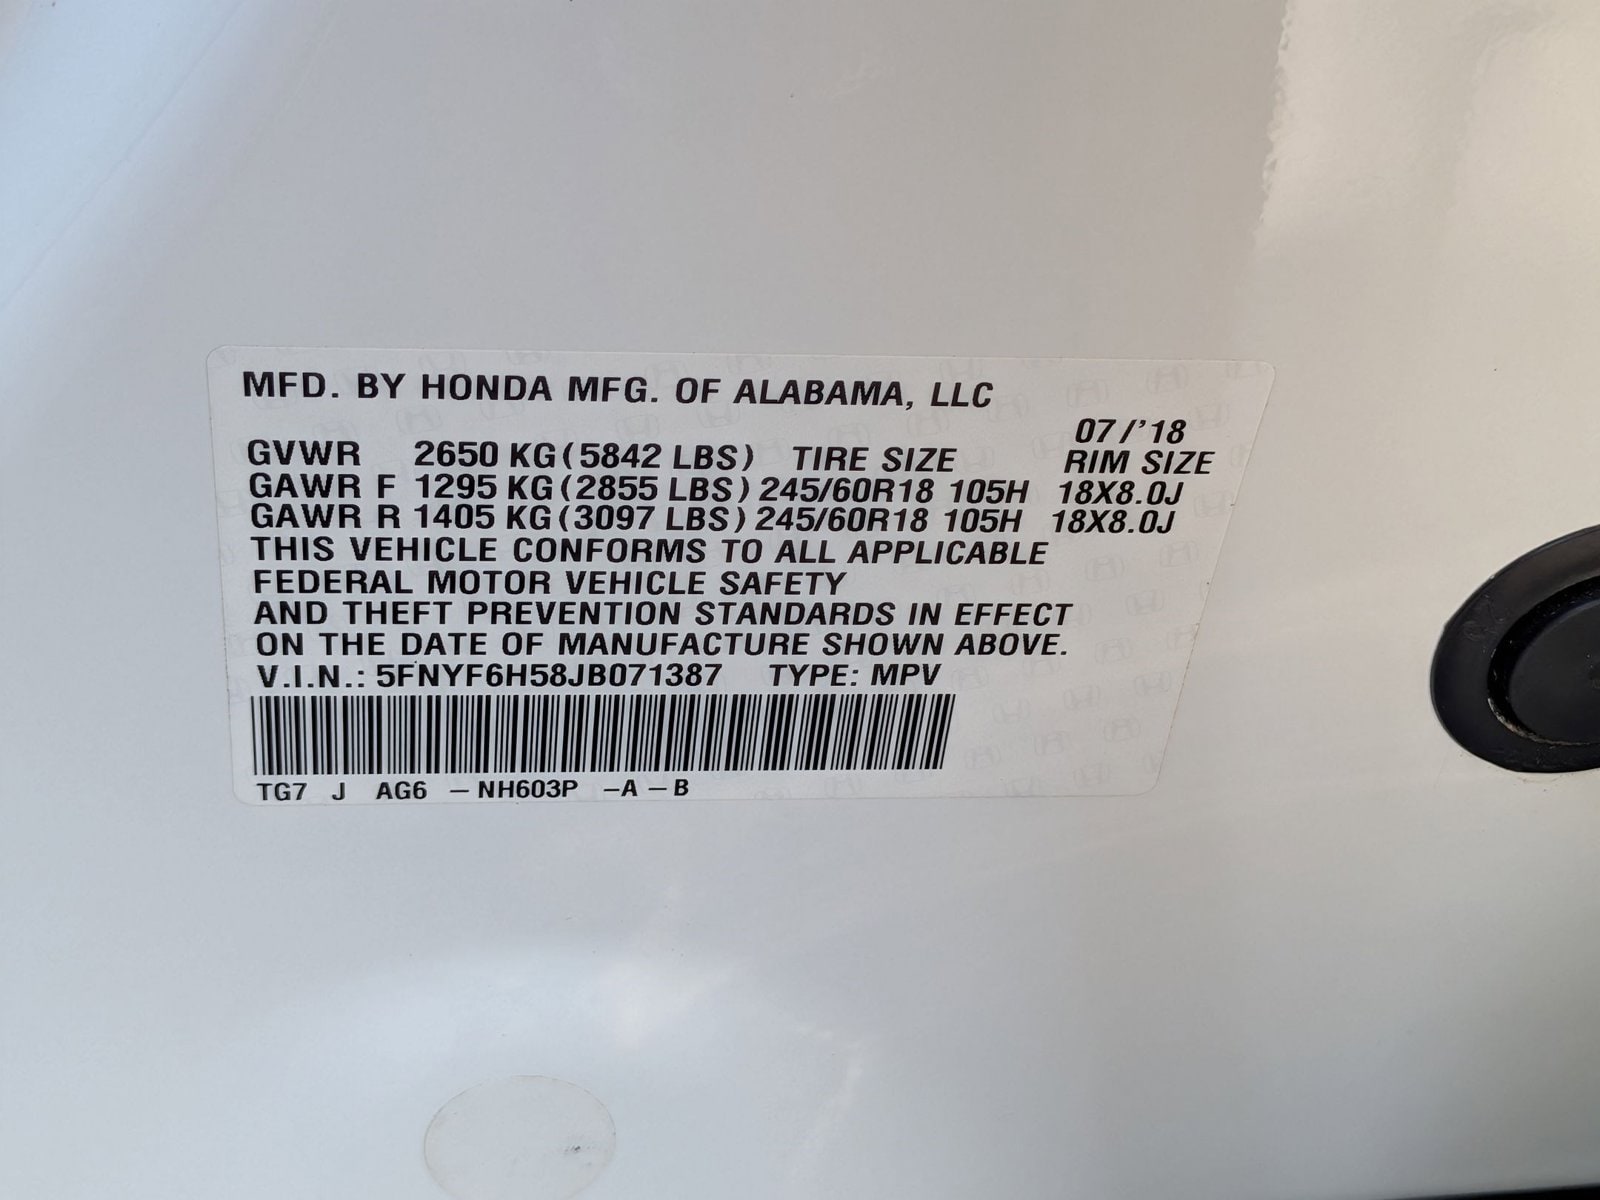 MFD. BY HONDA MFG. OF ALABAMA, LLC
07/'18
GVWR 2650 KG(5842 LBS) TIRE SIZE RIM SIZE
GAWR F 1295 KG(2855 LBS) 245/60R18 105H 18X8.0J
GAWR R 1405 KG(3097 LBS) 245/60R18 105H 18X8.0J
THIS VEHICLE CONFORMS TO ALL APPLICABLE
FEDERAL MOTOR VEHICLE SAFETY
AND THEFT PREVENTION STANDARDS IN EFFECT
ON THE DATE OF MANUFACTURE SHOWN ABOVE.
V.I.N.: 5FNYF6H58JB071387 TYPE: MPV
TG7 J AG6 -NH603P -A-B